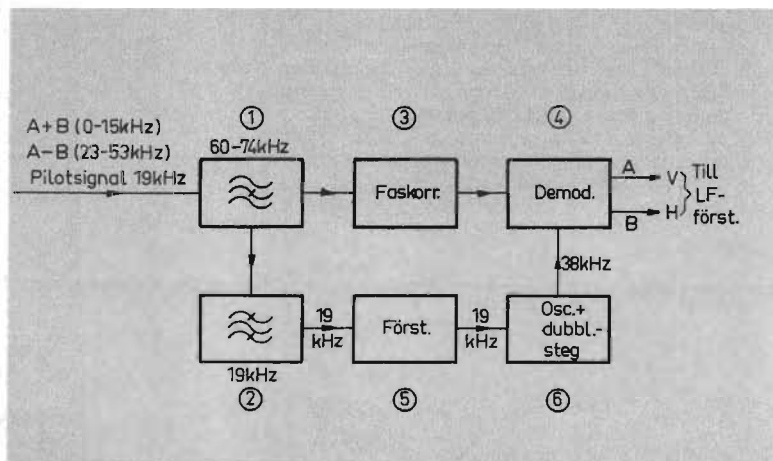 A+B (0-15kHz)
A-B (23-53kHz)
Pilotsignal 19kHz
①
60-74kHz
③
Faskorr.
④
Demod.
A
V
B
H
Till
LF-
först.
38kHz
19kHz
②
19
kHz
Först.
⑤
19
kHz
Osc.+
dubbl.-
steg
⑥